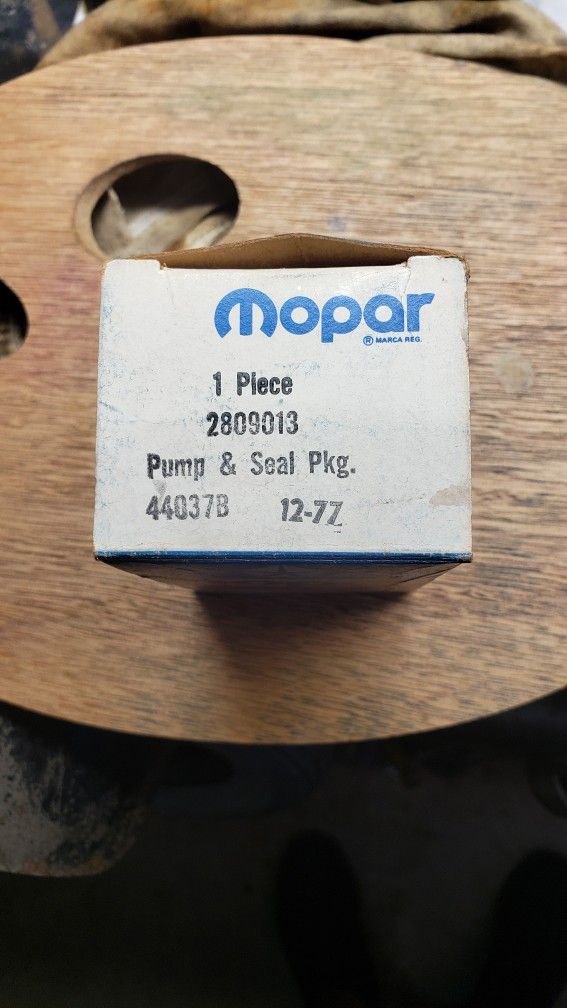 mopar
® MARCA REG.
1 Piece
2809013
Pump & Seal Pkg.
44037B 12-77